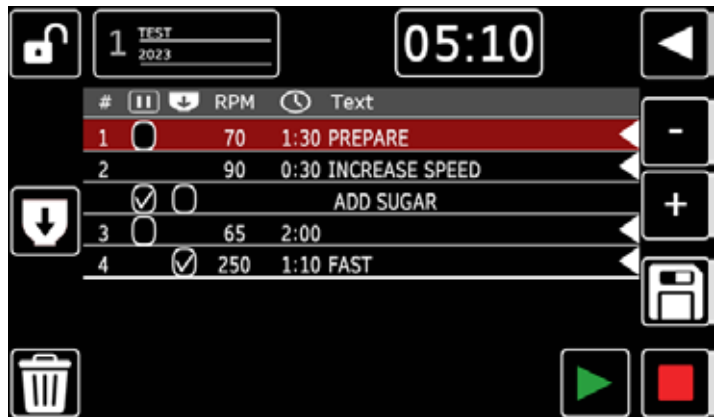 1 TEST
2023
05:10
# RPM Text
1 70 1:30 PREPARE
2 90 0:30 INCREASE SPEED
ADD SUGAR
3 65 2:00
4 250 1:10 FAST
-
+